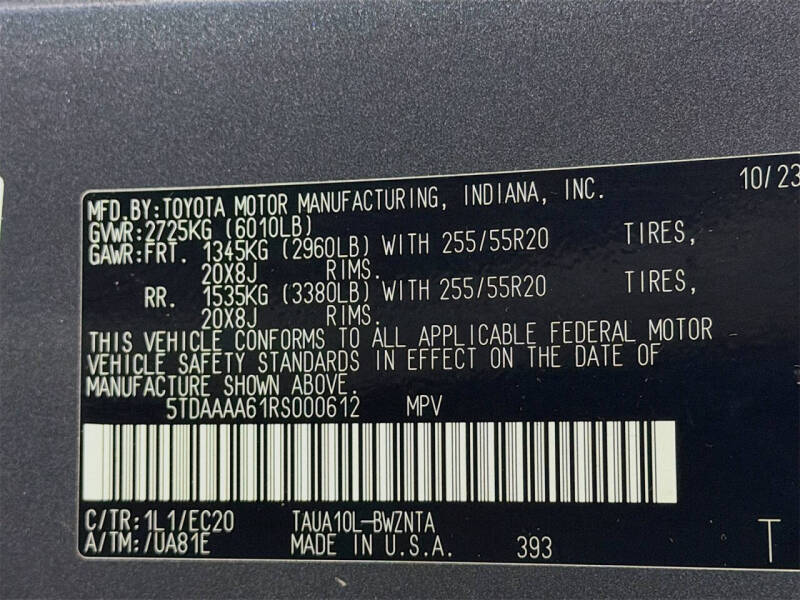 MFD.BY:TOYOTA MOTOR MANUFACTURING, INDIANA, INC. 10/23
GVWR:2725KG (6010LB)
GAWR:FRT. 1345KG (2960LB) WITH 255/55R20 TIRES,
20X8J RIMS.
RR. 1535KG (3380LB) WITH 255/55R20 TIRES,
20X8J RIMS.
THIS VEHICLE CONFORMS TO ALL APPLICABLE FEDERAL MOTOR
VEHICLE SAFETY STANDARDS IN EFFECT ON THE DATE OF
MANUFACTURE SHOWN ABOVE.
5TDAAAA61RS000612 MPV
C/TR:1L1/EC20 TAUA10L-BWZNTA
A/TM:/UA81E MADE IN U.S.A. 393 T